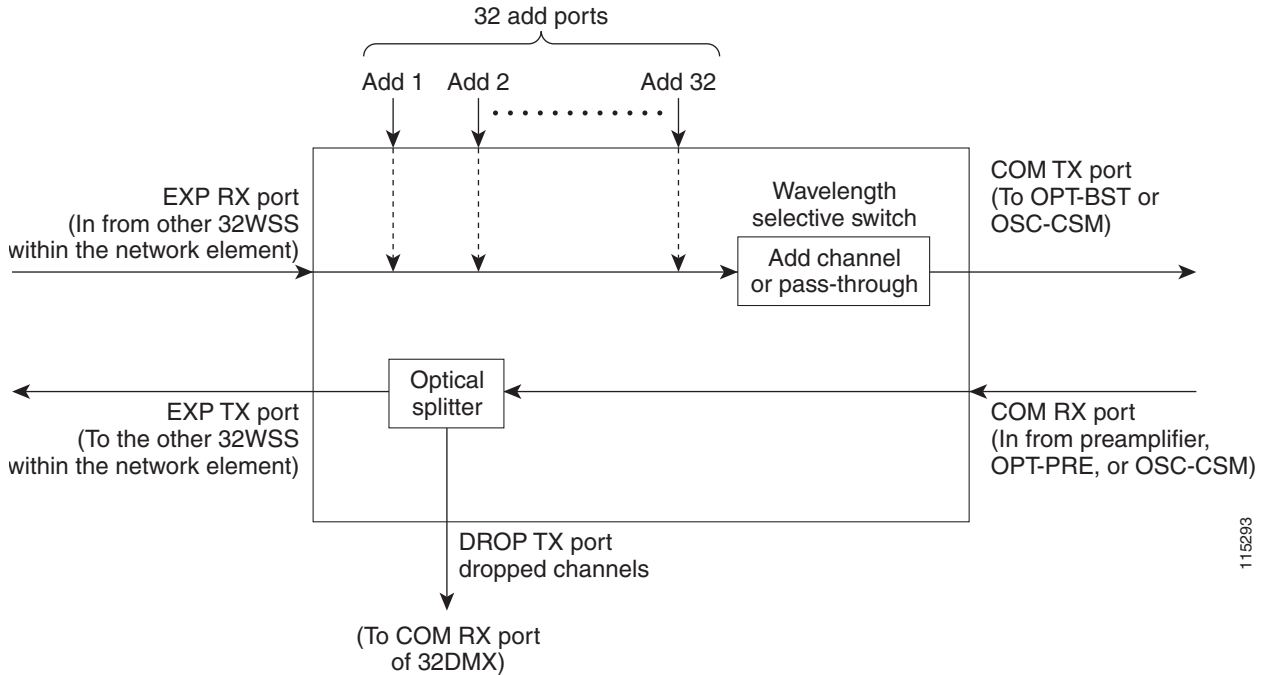 32 add ports
Add 1
Add 2
Add 32
EXP RX port
(In from other 32WSS
within the network element)
Wavelength
selective switch
Add channel
or pass-through
COM TX port
(To OPT-BST or
OSC-CSM)
Optical
splitter
EXP TX port
(To the other 32WSS
within the network element)
COM RX port
(In from preamplifier,
OPT-PRE, or OSC-CSM)
DROP TX port
dropped channels
(To COM RX port
of 32DMX)
115293